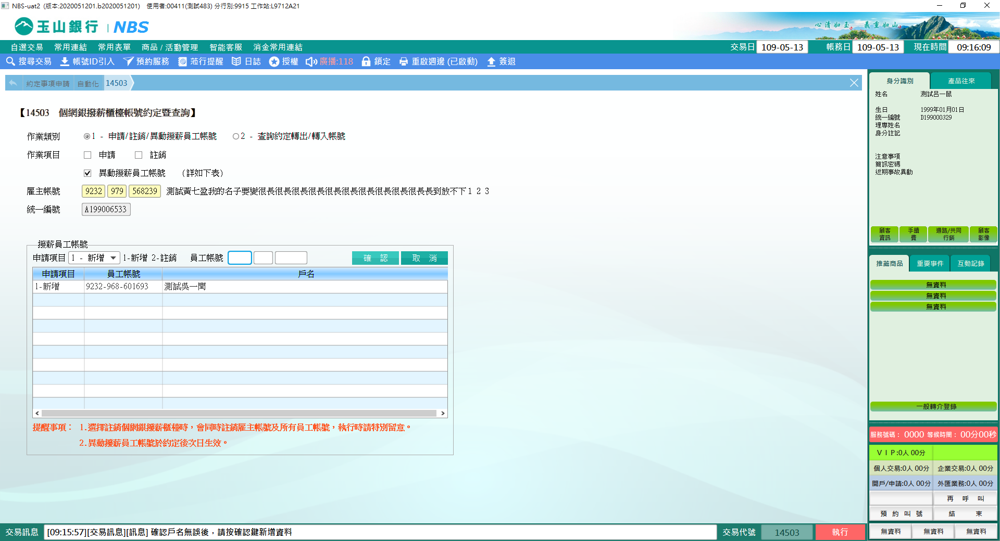 NBS-uat2 (版本:2020051201.b2020051201) 使用者:00411(測試483) 分行別:9915 工作站:L9712A21
玉山銀行 | NBS
心清如玉。義重如山。
自選交易 常用連結 常用表單 商品 / 活動管理 智能客服 消金常用連結
交易日 109-05-13 帳務日 109-05-13 現在時間 09:16:09
搜尋交易 帳號ID引入 預約服務 蒞行提醒 日誌 授權 廣播:118 鎖定 重啟週邊 (已啟動) 簽退
約定事項申請 自動化 14503
【14503 個網銀撥薪櫃檯帳號約定暨查詢】
作業類別 1 - 申請/註銷/異動撥薪員工帳號 2 - 查詢約定轉出/轉入帳號
作業項目 申請 註銷
異動撥薪員工帳號 (詳如下表)
雇主帳號 9232 979 568239 測試黃七盈我的名子要變很長很長很長很長很長很長很長很長很長很長長到放不下1 2 3
統一編號 A199006533
撥薪員工帳號
申請項目 1 - 新增 1-新增 2-註銷 員工帳號 確 認 取 消
申請項目 員工帳號 戶名
1-新增 9232-968-601693 測試吳一閩
提醒事項： 1.選擇註銷個網銀撥薪櫃檯時，會同時註銷雇主帳號及所有員工帳號，執行時請特別留意。
2.異動撥薪員工帳號於約定後次日生效。
交易訊息 [09:15:57][交易訊息][訊息] 確認戶名無誤後，請按確認鍵新增資料
交易代號 14503 執行
身分識別 產品往來
姓名 測試呂一鼠
生日 1999年01月01日
統一編號 D199000329
理專姓名
身分註記
注意事項
簡訊密碼
近期事故異動
顧客資訊 手續費 通路/共同行銷 顧客影像
推薦商品 重要事件 互動記錄
無資料
無資料
無資料
一般轉介登錄
服務號碼： 0000 等候時間： 00分00秒
ＶＩＰ:0人 00分
個人交易:0人 00分 企業交易:0人 00分
開戶/申請:0人 00分 外匯業務:0人 00分
再 呼 叫
預 約 叫 號 結 束
無資料 無資料 無資料